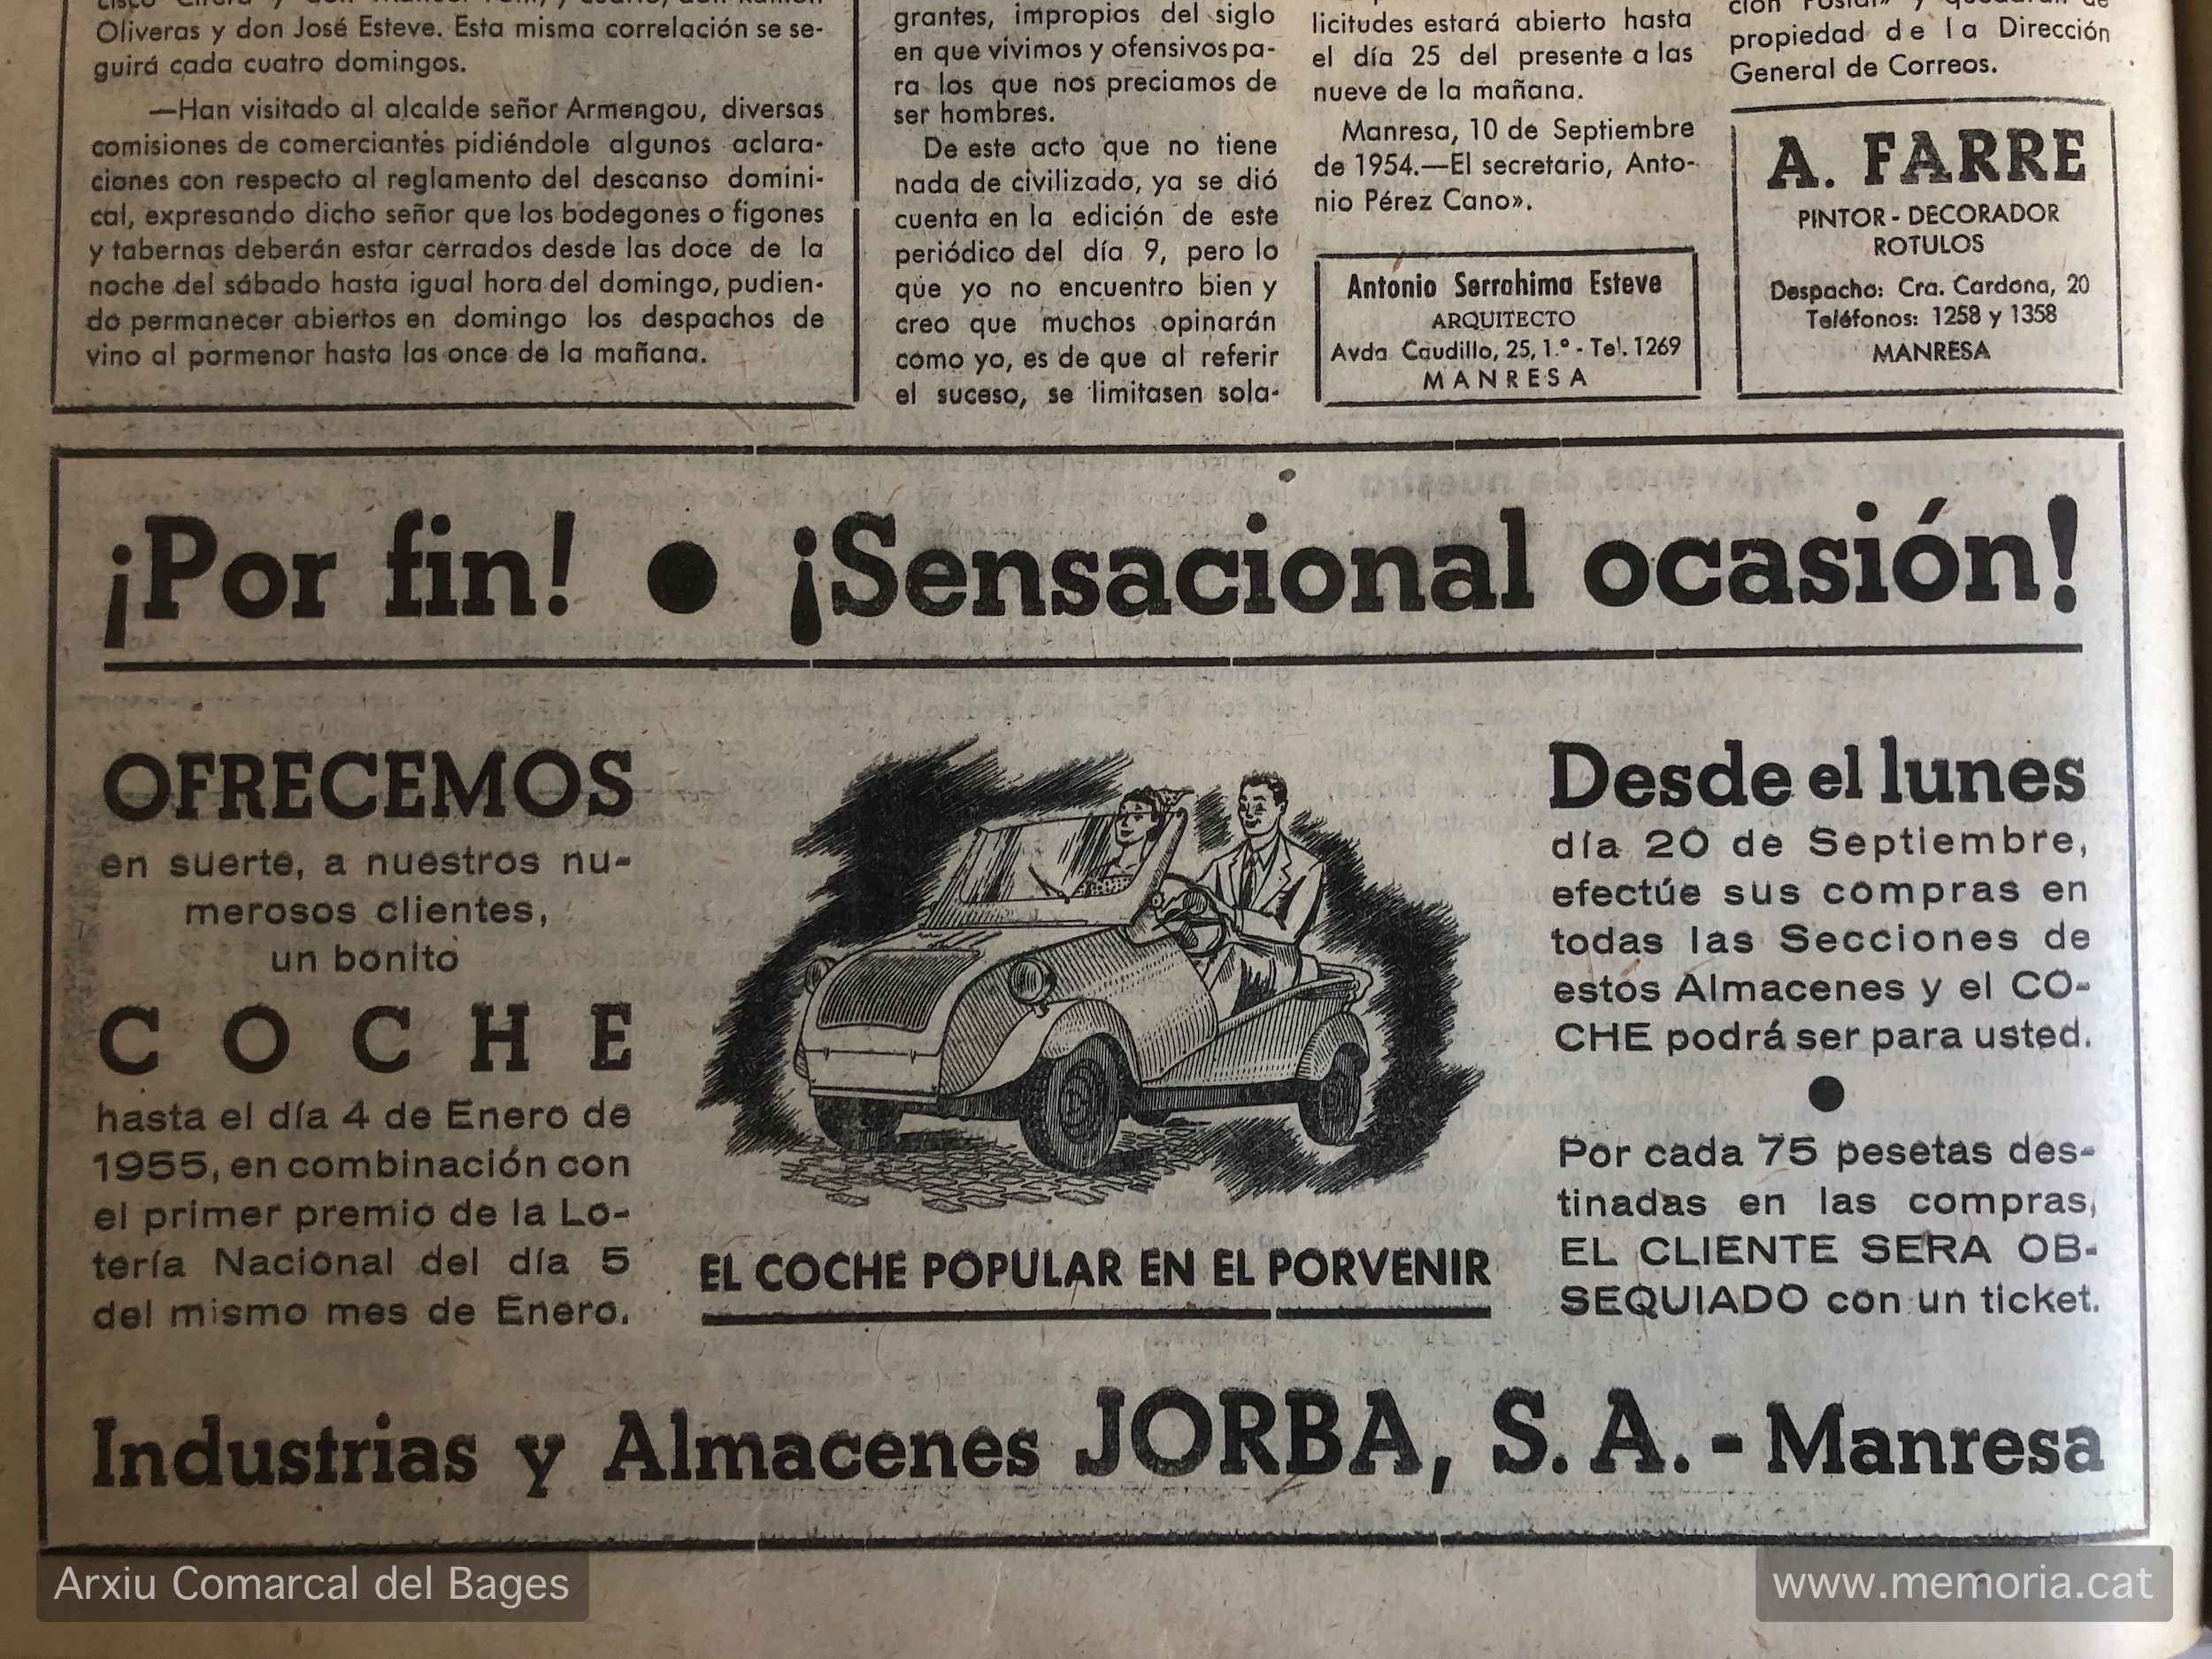 Oliveras y don José Esteve. Esta misma correlación se se-
guirá cada cuatro domingos.
—Han visitado al alcalde señor Armengou, diversas
comisiones de comerciantes pidiéndole algunos aclara-
ciones con respecto al reglamento del descanso domini-
cal, expresando dicho señor que los bodegones o figones
y tabernas deberán estar cerrados desde las doce de la
noche del sábado hasta igual hora del domingo, pudien-
do permanecer abiertos en domingo los despachos de
vino al pormenor hasta las once de la mañana.
grantes, impropios del siglo
en que vivimos y ofensivos pa-
ra los que nos preciamos de
ser hombres.
De este acto que no tiene
nada de civilizado, ya se dió
cuenta en la edición de este
periódico del día 9, pero lo
que yo no encuentro bien y
creo que muchos opinarán
como yo, es de que al referir
el suceso, se limitasen sola-
licitudes estará abierto hasta
el día 25 del presente a las
nueve de la mañana.
Manresa, 10 de Septiembre
de 1954.—El secretario, Anto-
nio Pérez Cano».
Antonio Serrahima Esteve
ARQUITECTO
Avda Caudillo, 25, 1.º - Tel. 1269
MANRESA
propiedad de la Dirección
General de Correos.
A. FARRE
PINTOR - DECORADOR
ROTULOS
Despacho: Cra. Cardona, 20
Teléfonos: 1258 y 1358
MANRESA
¡Por fin! ● ¡Sensacional ocasión!
OFRECEMOS
en suerte, a nuestros nu-
merosos clientes,
un bonito
COCHE
hasta el día 4 de Enero de
1955, en combinación con
el primer premio de la Lo-
tería Nacional del día 5
del mismo mes de Enero.
EL COCHE POPULAR EN EL PORVENIR
Desde el lunes
día 20 de Septiembre,
efectúe sus compras en
todas las Secciones de
estos Almacenes y el CO-
CHE podrá ser para usted.
●
Por cada 75 pesetas des-
tinadas en las compras,
EL CLIENTE SERA OB-
SEQUIADO con un ticket.
Industrias y Almacenes JORBA, S. A. - Manresa
Arxiu Comarcal del Bages
www.memoria.cat